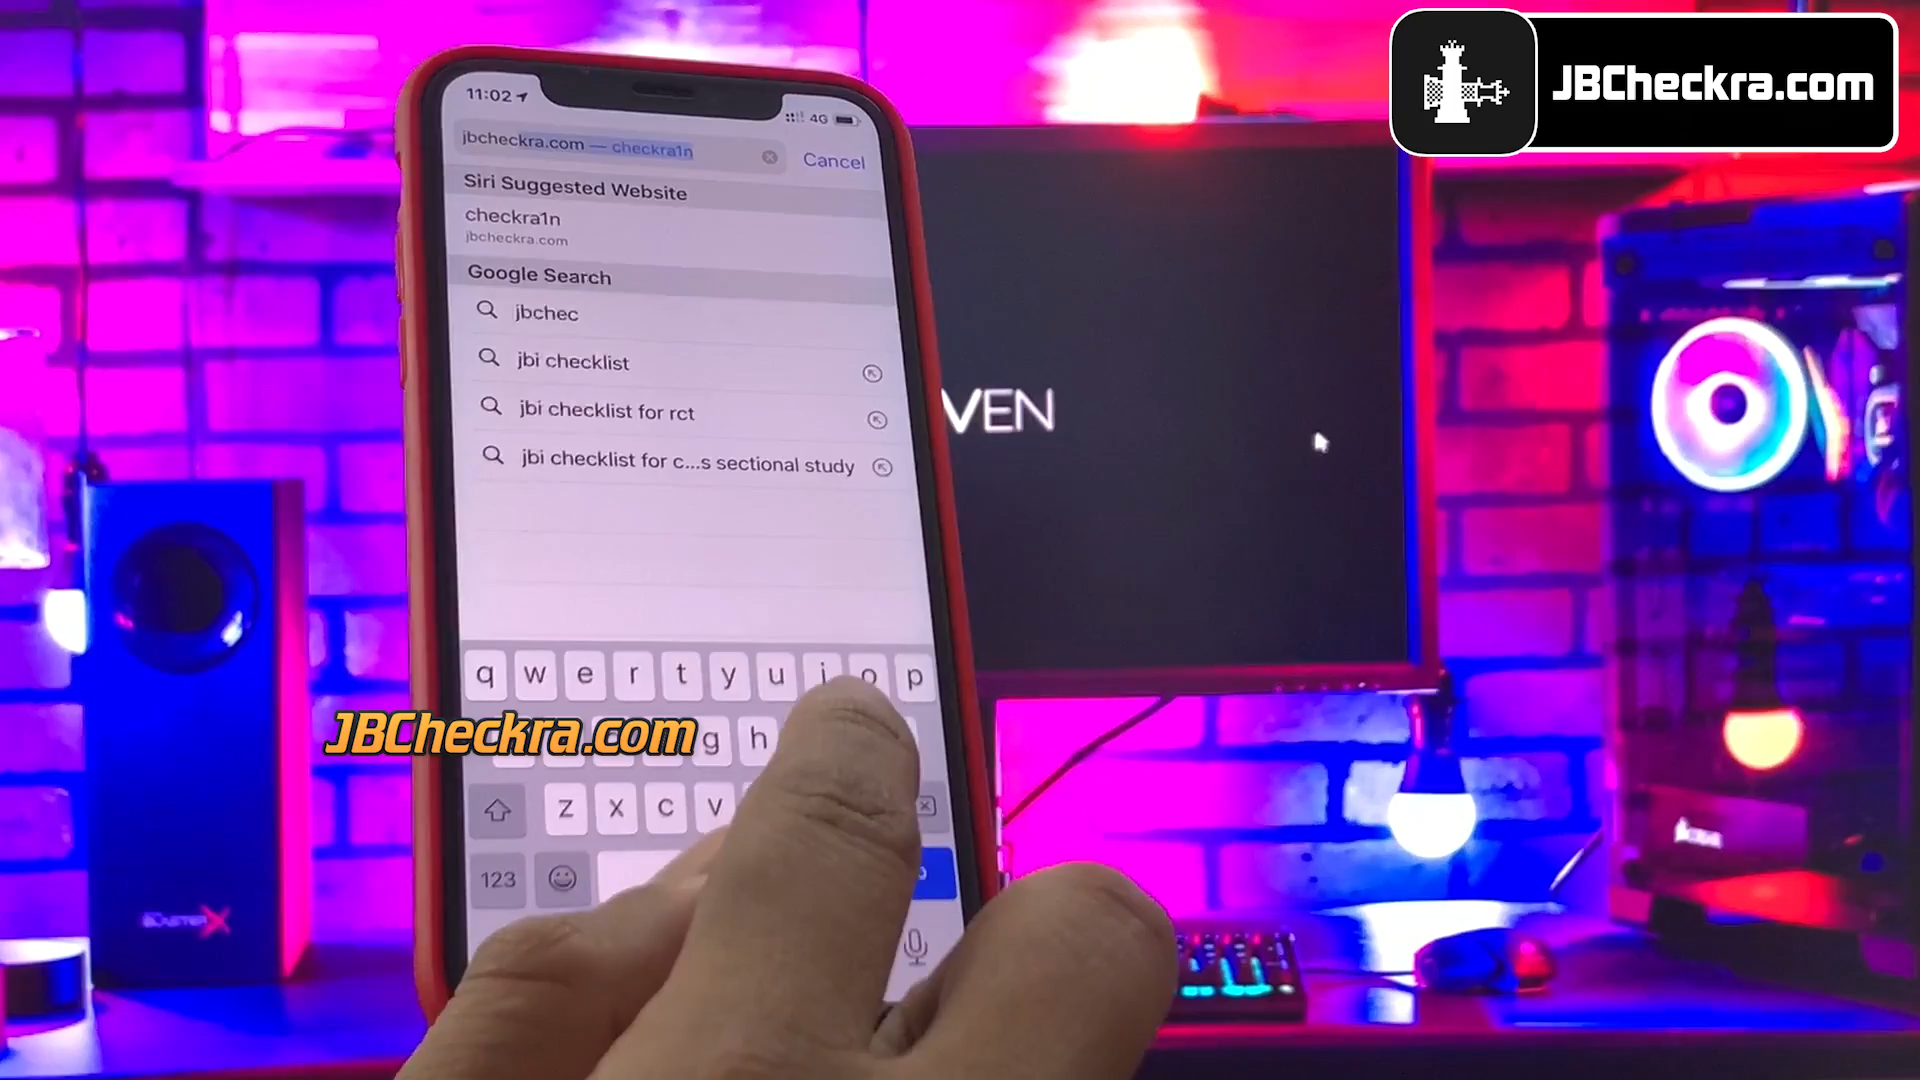 JBCheckra.com
11:02
4G
jbcheckra.com — checkra1n
Cancel
Siri Suggested Website
checkra1n
jbcheckra.com
Google Search
jbchec
jbi checklist
jbi checklist for rct
jbi checklist for c...s sectional study
VEN
q w e r t y u i o p
JBCheckra.com
g h
z x c v
123